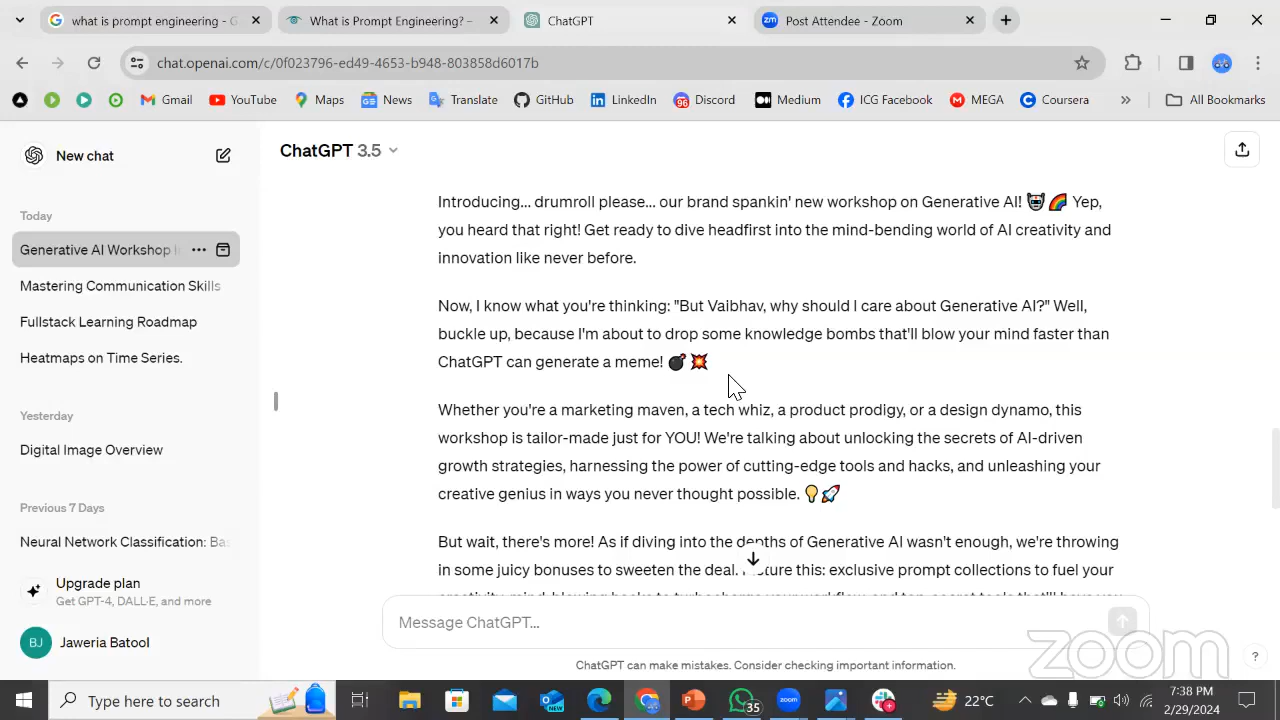 what is prompt engineering - G
What is Prompt Engineering? –
ChatGPT
zm
Post Attendee - Zoom
chat.openai.com/c/0f023796-ed49-4653-b948-803858d6017b
Gmail
YouTube
Maps
News
Translate
GitHub
LinkedIn
96
Discord
Medium
ICG Facebook
MEGA
Coursera
All Bookmarks
New chat
ChatGPT 3.5
Today
Generative AI Workshop
Mastering Communication Skills
Fullstack Learning Roadmap
Heatmaps on Time Series.
Yesterday
Digital Image Overview
Previous 7 Days
Neural Network Classification: Ba
Upgrade plan
Get GPT-4, DALL·E, and more
BJ
Jaweria Batool
Introducing... drumroll please... our brand spankin' new workshop on Generative AI! 🤖🌈 Yep,
you heard that right! Get ready to dive headfirst into the mind-bending world of AI creativity and
innovation like never before.
Now, I know what you're thinking: "But Vaibhav, why should I care about Generative AI?" Well,
buckle up, because I'm about to drop some knowledge bombs that'll blow your mind faster than
ChatGPT can generate a meme! 💣💥
Whether you're a marketing maven, a tech whiz, a product prodigy, or a design dynamo, this
workshop is tailor-made just for YOU! We're talking about unlocking the secrets of AI-driven
growth strategies, harnessing the power of cutting-edge tools and hacks, and unleashing your
creative genius in ways you never thought possible. 💡🚀
But wait, there's more! As if diving into the depths of Generative AI wasn't enough, we're throwing
in some juicy bonuses to sweeten the deal. Picture this: exclusive prompt collections to fuel your
Message ChatGPT...
ChatGPT can make mistakes. Consider checking important information.
zoom
?
Type here to search
NEW
35
zoom
22°C
7:38 PM
2/29/2024